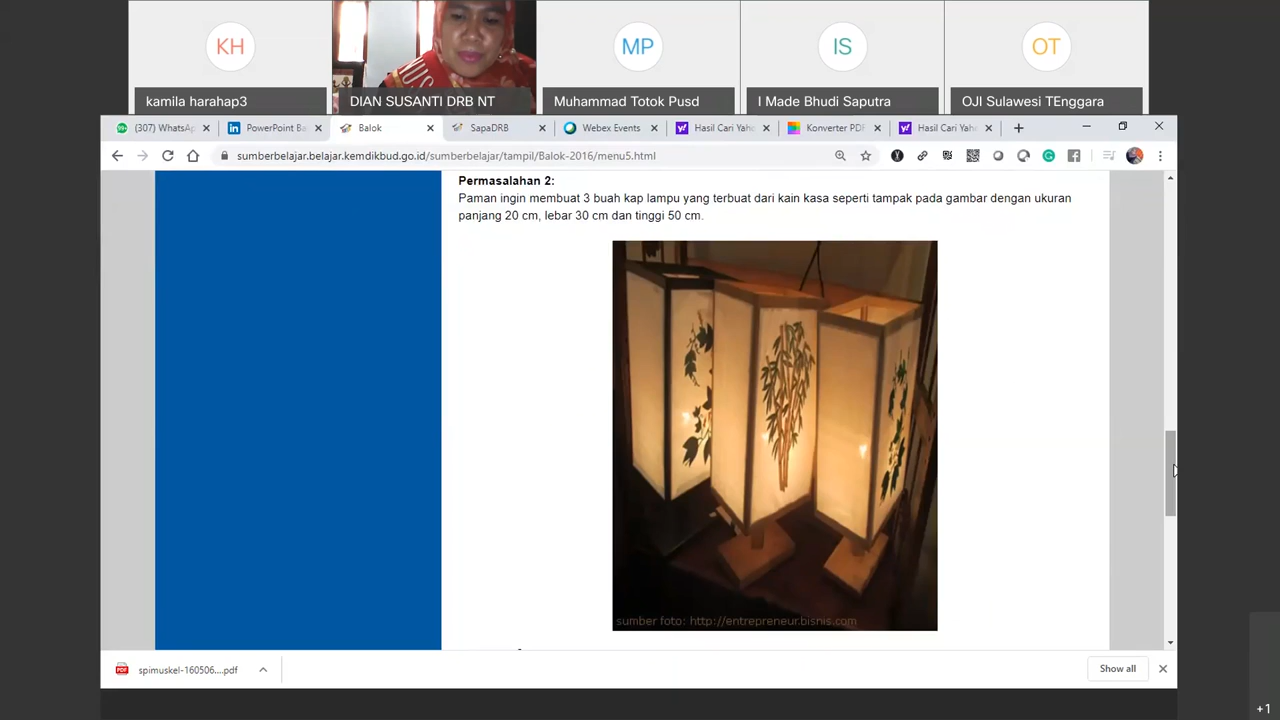 KH
MP
IS
OT
kamila harahap3
DIAN SUSANTI DRB NT
Muhammad Totok Pusd
I Made Bhudi Saputra
OJI Sulawesi TEnggara
(307) WhatsAp
PowerPoint Ba
Balok
SapaDRB
Webex Events
Hasil Cari Yaho
Konverter PDF
Hasil Cari Yaho
sumberbelajar.belajar.kemdikbud.go.id/sumberbelajar/tampil/Balok-2016/menu5.html
Permasalahan 2:
Paman ingin membuat 3 buah kap lampu yang terbuat dari kain kasa seperti tampak pada gambar dengan ukuran
panjang 20 cm, lebar 30 cm dan tinggi 50 cm.
sumber foto: http://entrepreneur.bisnis.com
spimuskel-160506....pdf
Show all
+1